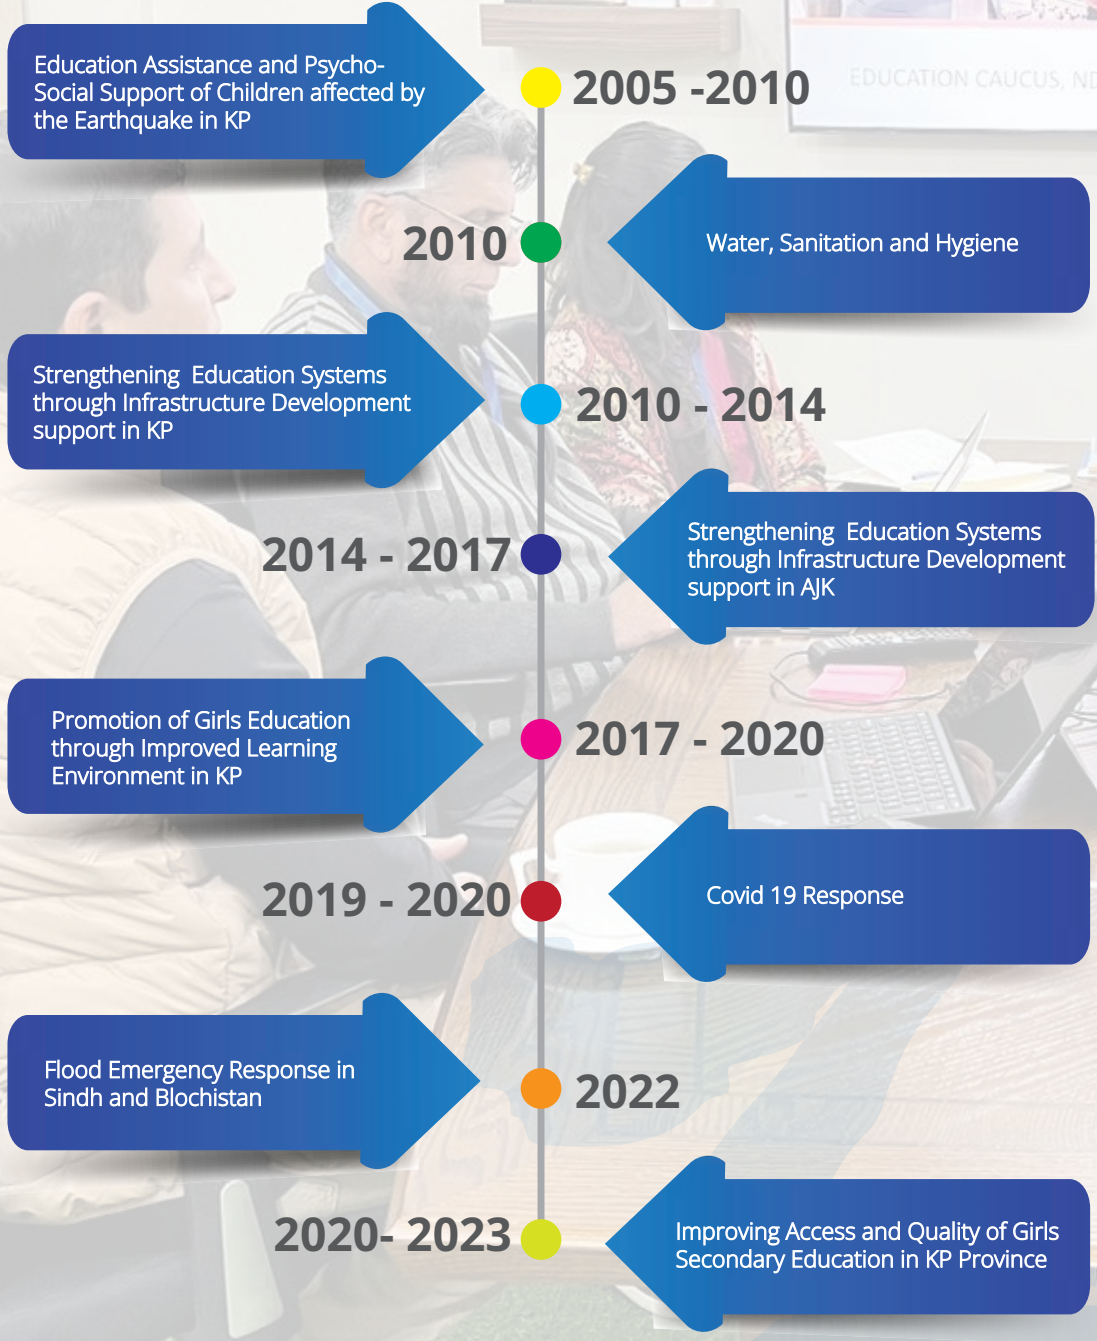 Education Assistance and Psycho-
Social Support of Children affected by
the Earthquake in KP
2005 -2010
EDUCATION CAUCUS, ND
2010
Water, Sanitation and Hygiene
Strengthening  Education Systems
through Infrastructure Development
support in KP
2010 - 2014
2014 - 2017
Strengthening  Education Systems
through Infrastructure Development
support in AJK
Promotion of Girls Education
through Improved Learning
Environment in KP
2017 - 2020
2019 - 2020
Covid 19 Response
Flood Emergency Response in
Sindh and Blochistan
2022
2020- 2023
Improving Access and Quality of Girls
Secondary Education in KP Province